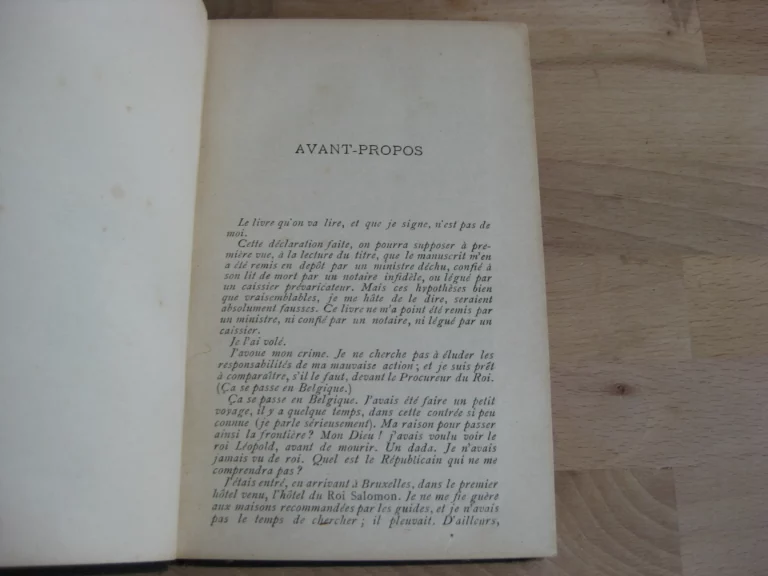 AVANT-PROPOS
Le livre qu'on va lire, et que je signe, n'est pas de
moi.
Cette déclaration faite, on pourra supposer à pre-
mière vue, à la lecture du titre, que le manuscrit m'en
a été remis en depôt par un ministre déchu, confié à
son lit de mort par un notaire infidèle, ou légué par
un caissier prévaricateur. Mais ces hypothèses bien
que vraisemblables, je me hâte de le dire, seraient
absolument fausses. Ce livre ne m'a point été remis par
un ministre, ni confié par un notaire, ni légué par un
caissier.
Je l'ai volé.
J'avoue mon crime. Je ne cherche pas à éluder les
responsabilités de ma mauvaise action ; et je suis prêt
à comparaître, s'il le faut, devant le Procureur du Roi.
(Ça se passe en Belgique.)
Ça se passe en Belgique. J'avais été faire un petit
voyage, il y a quelque temps, dans cette contrée si peu
connue (je parle sérieusement). Ma raison pour passer
ainsi la frontière ? Mon Dieu ! j'avais voulu voir le
roi Léopold, avant de mourir. Un dada. Je n'avais
jamais vu de roi. Quel est le Républicain qui ne me
comprendra pas ?
J'étais entré, en arrivant à Bruxelles, dans le premier
hôtel venu, l'hôtel du Roi Salomon. Je ne me fie guère
aux maisons recommandées par les guides, et je n'avais
pas le temps de chercher ; il pleuvait. D'ailleurs,